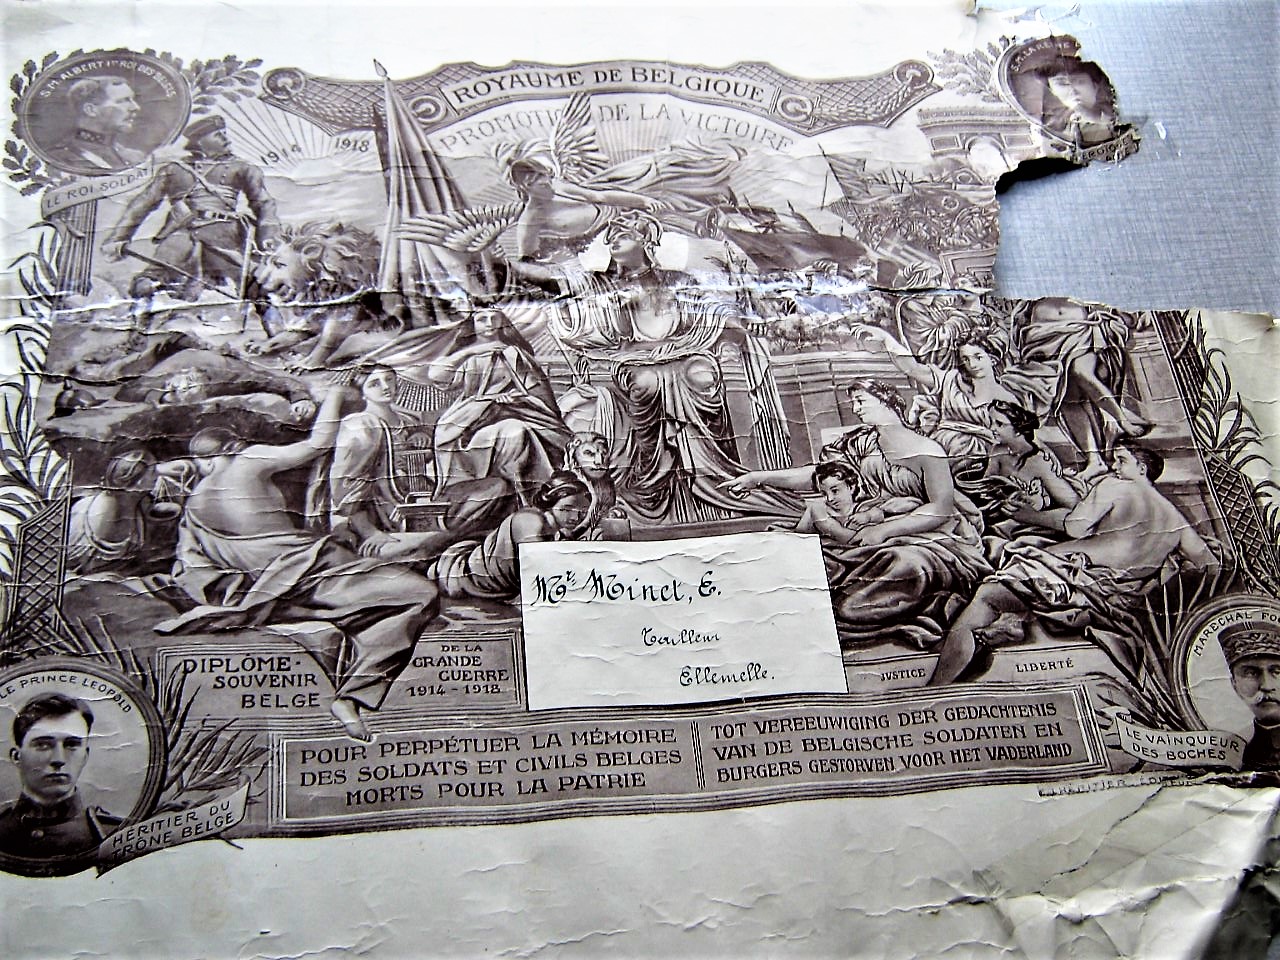 S.M. ALBERT 1er ROI DES BELGES
LE ROI SOLDAT
1914 1918
ROYAUME DE BELGIQUE
PROMOTION DE LA VICTOIRE
S.M. LA REINE
DIPLÔME-
SOUVENIR
BELGE
DE LA
GRANDE
GUERRE
1914-1918.
Mr. Minet, E.
Tailleur
Ellemelle.
JUSTICE
LIBERTÉ
LE PRINCE LEOPOLD
HÉRITIER DU
TRÔNE BELGE
POUR PERPÉTUER LA MÉMOIRE
DES SOLDATS ET CIVILS BELGES
MORTS POUR LA PATRIE
TOT VEREEUWIGING DER GEDACHTENIS
VAN DE BELGISCHE SOLDATEN EN
BURGERS GESTORVEN VOOR HET VADERLAND
MARECHAL FO
LE VAINQUEUR
DES BOCHES